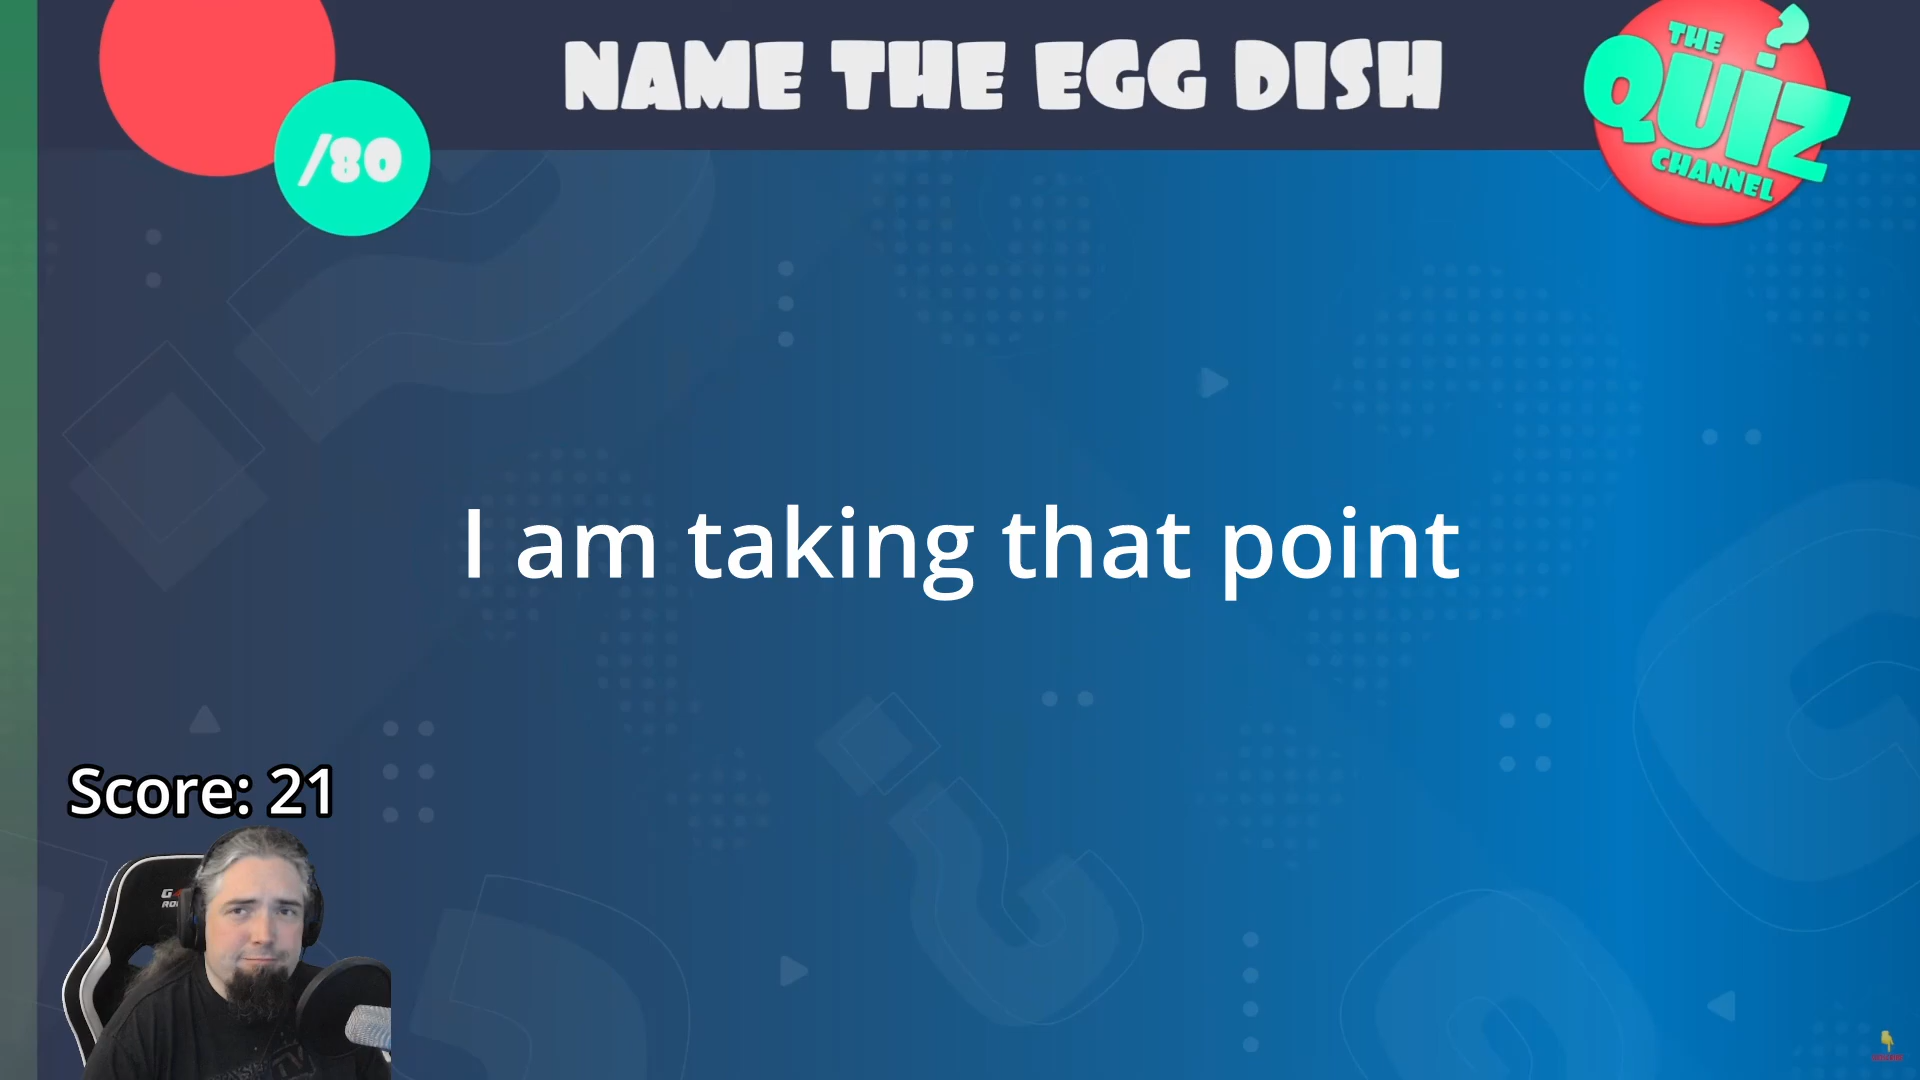 NAME THE EGG DISH
THE
QUIZ
CHANNEL
/80
I am taking that point
Score: 21